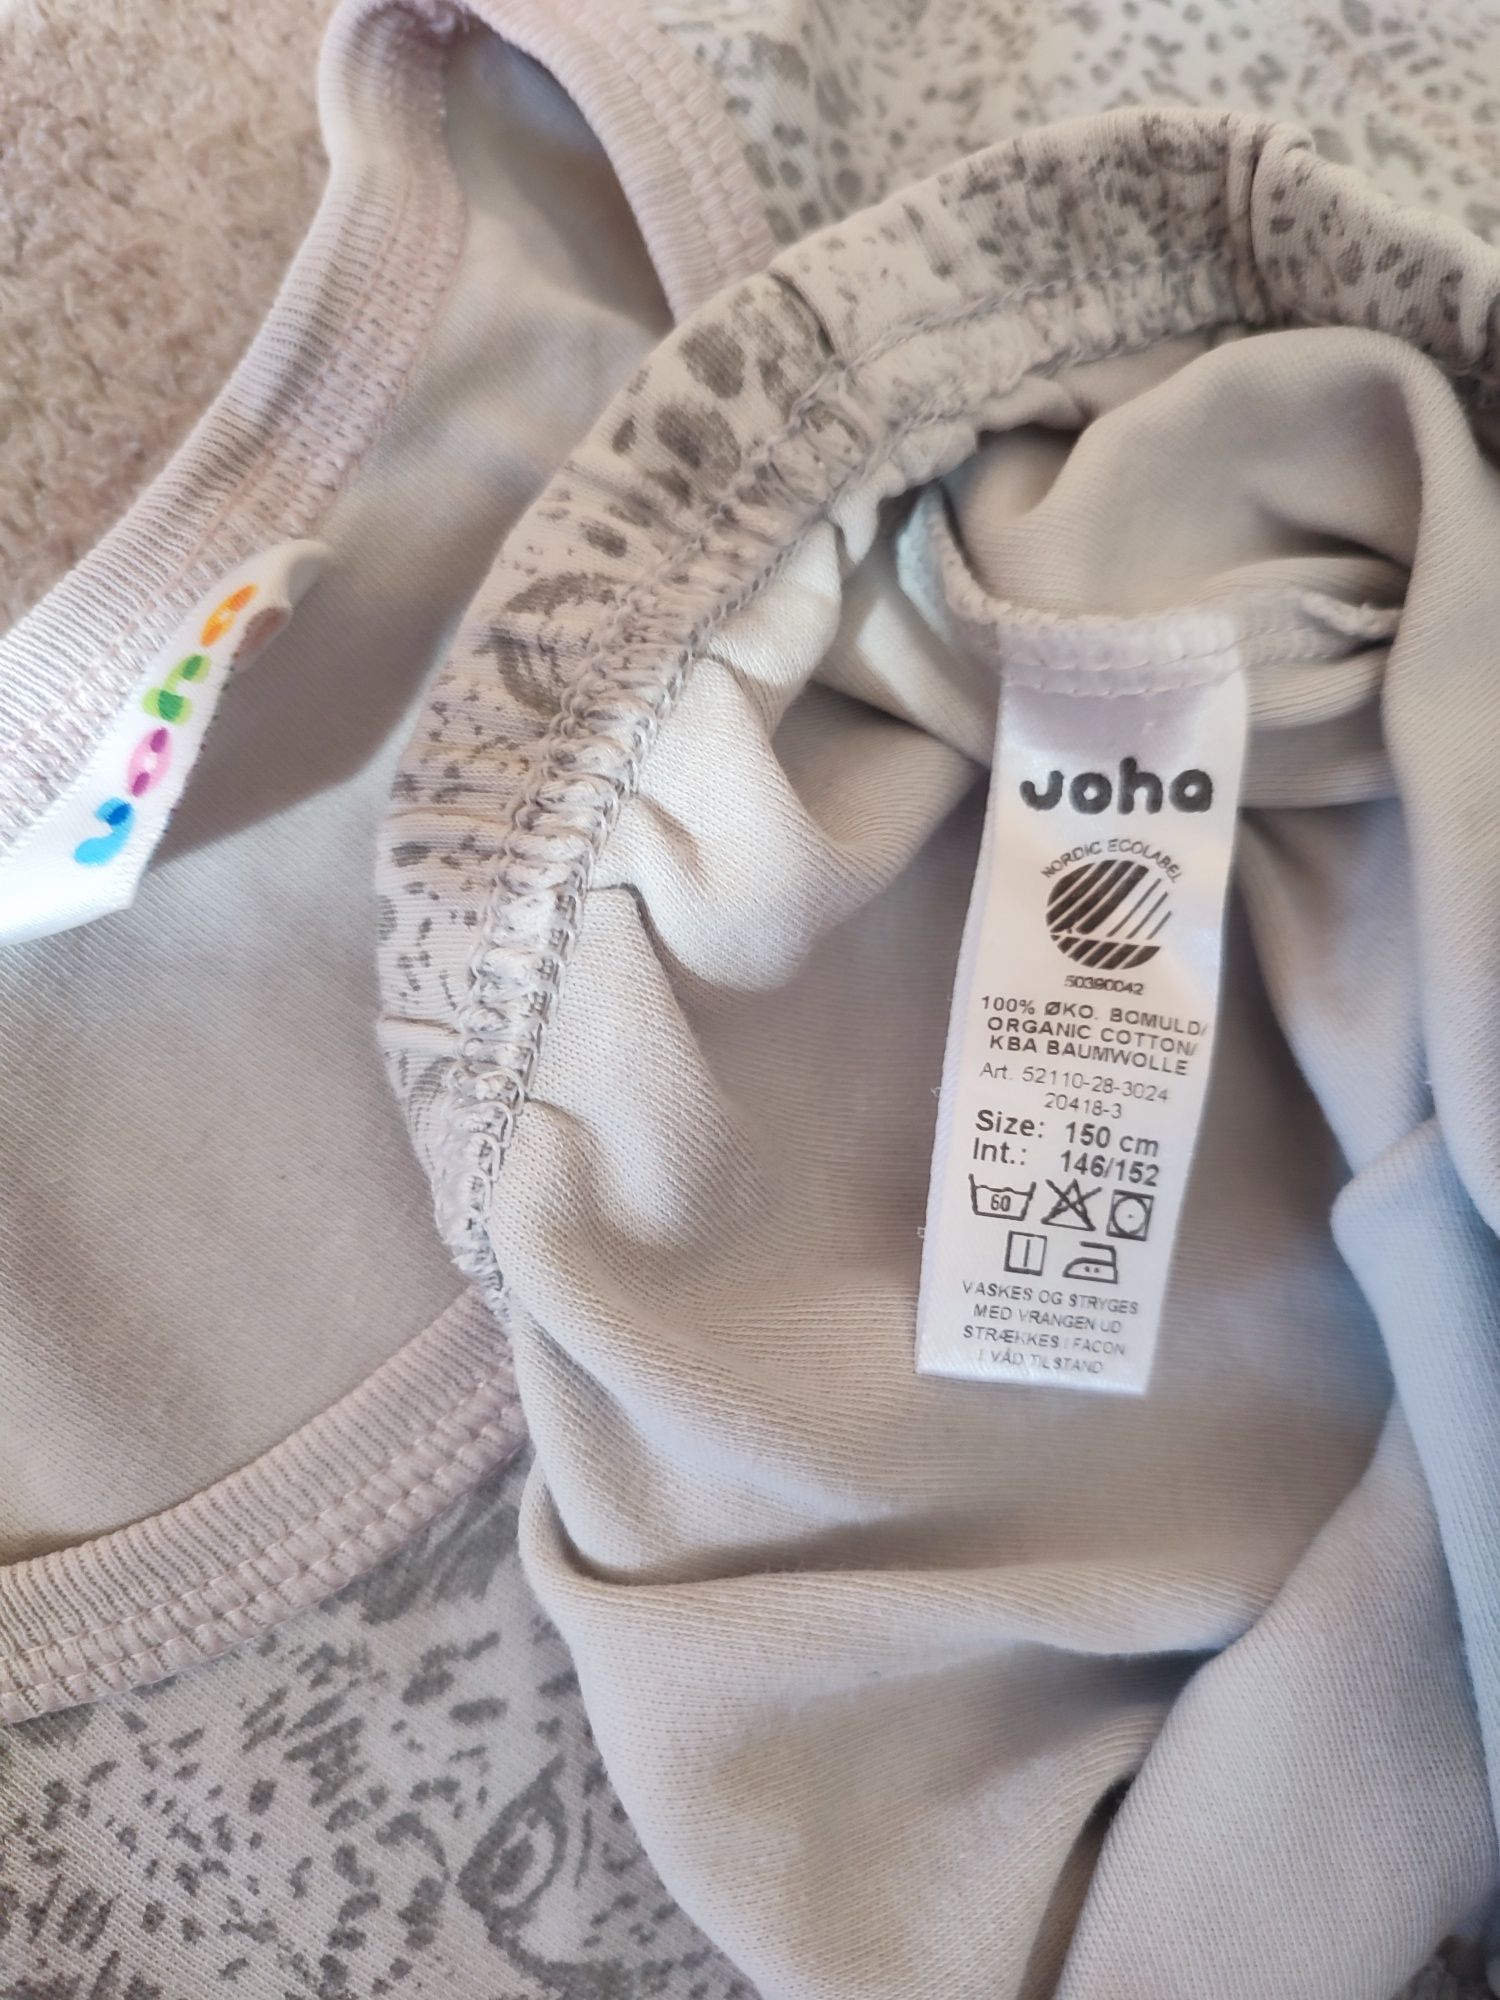 joha
joha
NORDIC ECOLABEL
50390042
100% ØKO. BOMULD/
ORGANIC COTTON/
KBA BAUMWOLLE
Art. 52110-28-3024
20418-3
Size: 150 cm
Int.: 146/152
60
VASKES OG STRYGES
MED VRANGEN UD
STRÆKKES I FACON
I VÅD TILSTAND